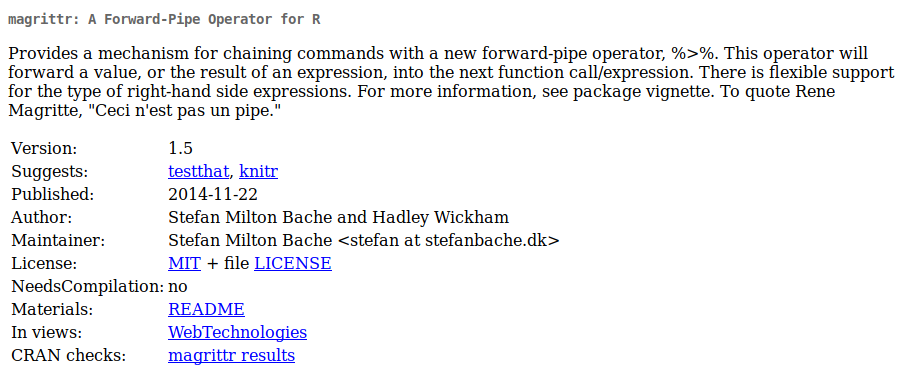 magrittr: A Forward-Pipe Operator for R
Provides a mechanism for chaining commands with a new forward-pipe operator, %>%. This operator will
forward a value, or the result of an expression, into the next function call/expression. There is flexible support
for the type of right-hand side expressions. For more information, see package vignette. To quote Rene
Magritte, "Ceci n'est pas un pipe."
Version: 1.5
Suggests: testthat, knitr
Published: 2014-11-22
Author: Stefan Milton Bache and Hadley Wickham
Maintainer: Stefan Milton Bache <stefan at stefanbache.dk>
License: MIT + file LICENSE
NeedsCompilation: no
Materials: README
In views: WebTechnologies
CRAN checks: magrittr results